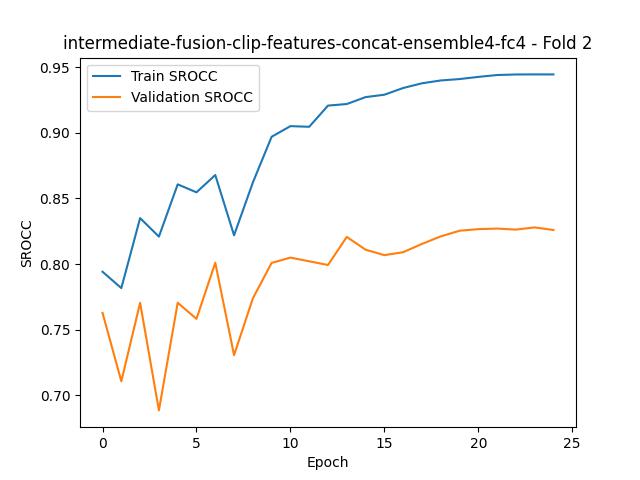 intermediate-fusion-clip-features-concat-ensemble4-fc4 - Fold 2
Train SROCC
Validation SROCC
0.95
0.90
0.85
0.80
0.75
0.70
SROCC
0 5 10 15 20 25
Epoch